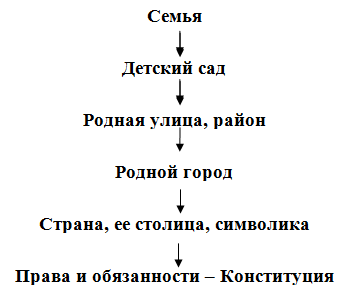 Семья
Детский сад
Родная улица, район
Родной город
Страна, ее столица, символика
Права и обязанности – Конституция